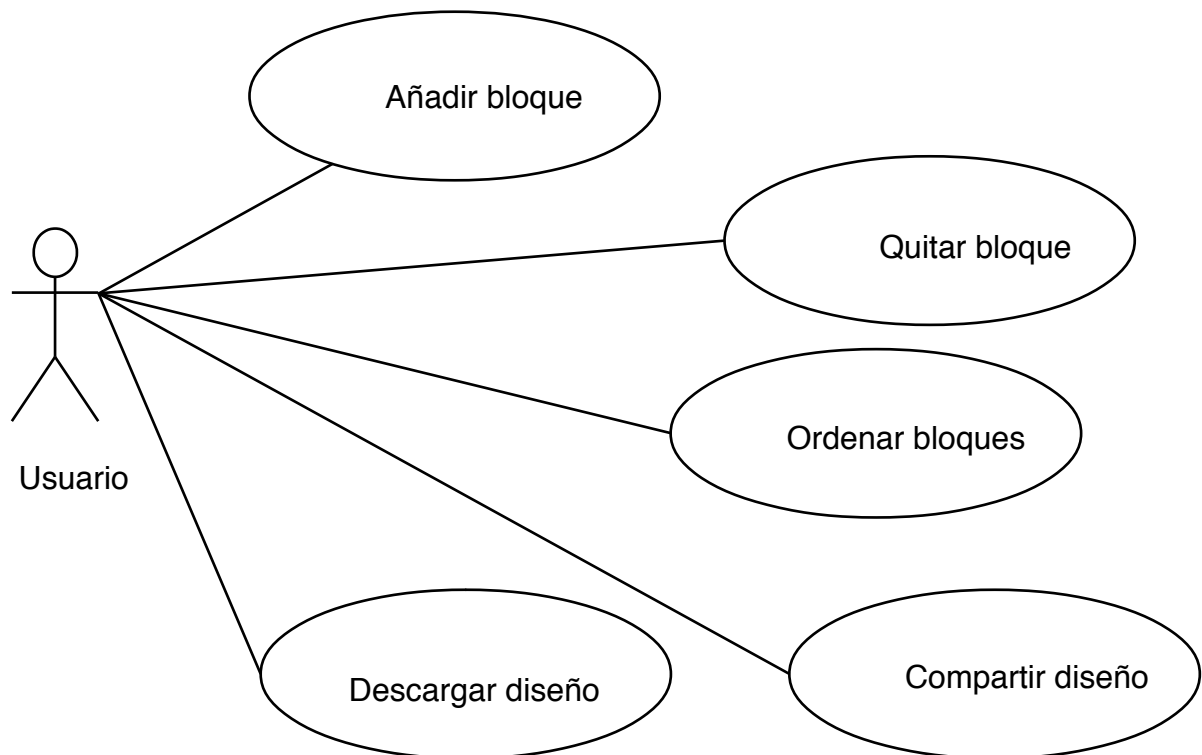 Añadir bloque
Quitar bloque
Ordenar bloques
Usuario
Descargar diseño
Compartir diseño